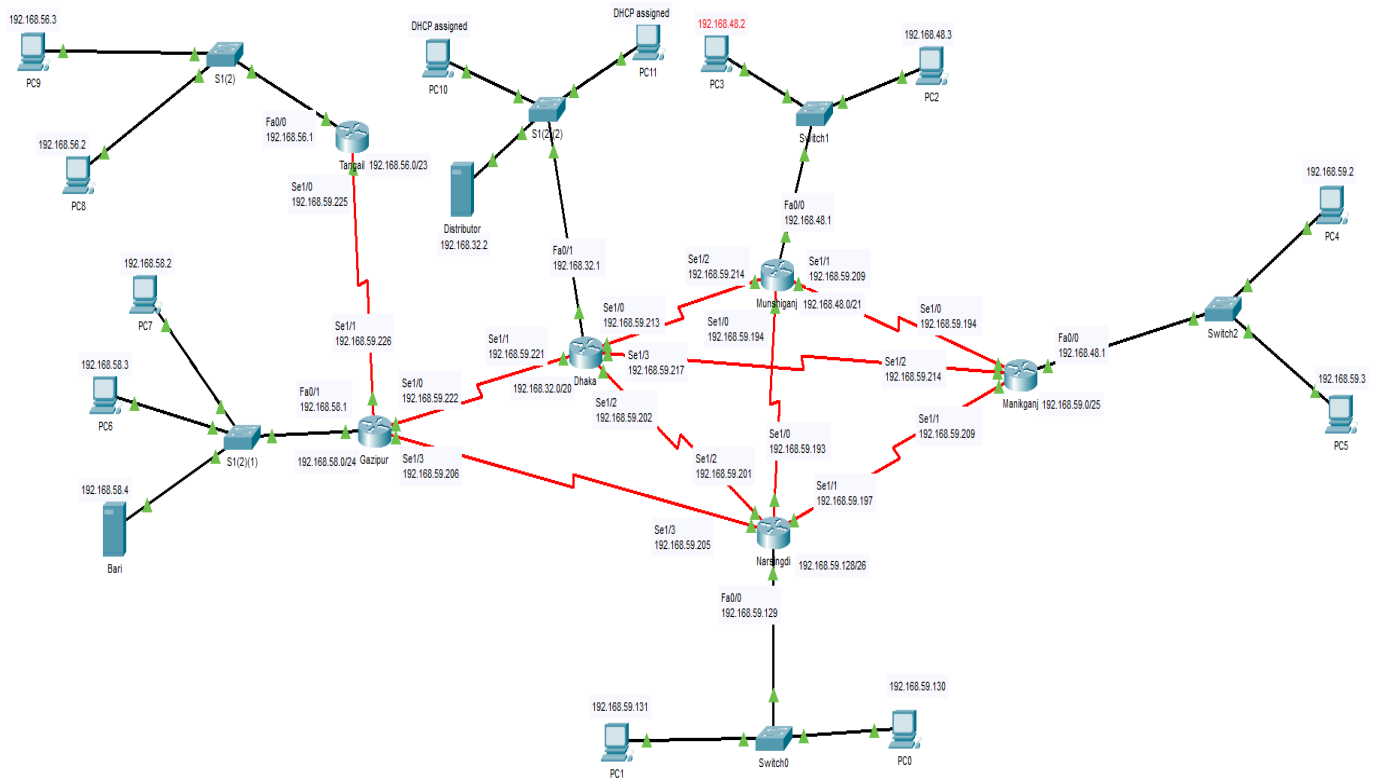 192.168.56.3
PC9
S1(2)
Fa0/0
192.168.56.1
192.168.56.2
PC8
Tangail
192.168.56.0/23
Se1/0
192.168.59.225
DHCP assigned
PC10
DHCP assigned
PC11
S1(2)(2)
Distributor
192.168.32.2
Fa0/1
192.168.32.1
192.168.48.2
PC3
192.168.48.3
PC2
Switch1
Fa0/0
192.168.48.1
Se1/2
192.168.59.214
Se1/1
192.168.59.209
Munshiganj
192.168.48.0/21
Se1/0
192.168.59.194
192.168.59.2
PC4
Switch2
192.168.59.3
PC5
Se1/0
192.168.59.194
Fa0/0
192.168.48.1
Se1/2
192.168.59.214
Manikganj
192.168.59.0/25
Se1/1
192.168.59.209
192.168.58.2
PC7
192.168.58.3
PC6
S1(2)(1)
192.168.58.4
Bari
Se1/1
192.168.59.226
Fa0/1
192.168.58.1
Se1/0
192.168.59.222
192.168.58.0/24
Gazipur
Se1/3
192.168.59.206
Se1/0
192.168.59.213
Se1/1
192.168.59.221
Se1/3
192.168.59.217
192.168.32.0/20
Dhaka
Se1/2
192.168.59.202
Se1/2
192.168.59.201
Se1/0
192.168.59.193
Se1/1
192.168.59.197
Se1/3
192.168.59.205
Narsingdi
192.168.59.128/26
Fa0/0
192.168.59.129
192.168.59.131
PC1
Switch0
192.168.59.130
PC0